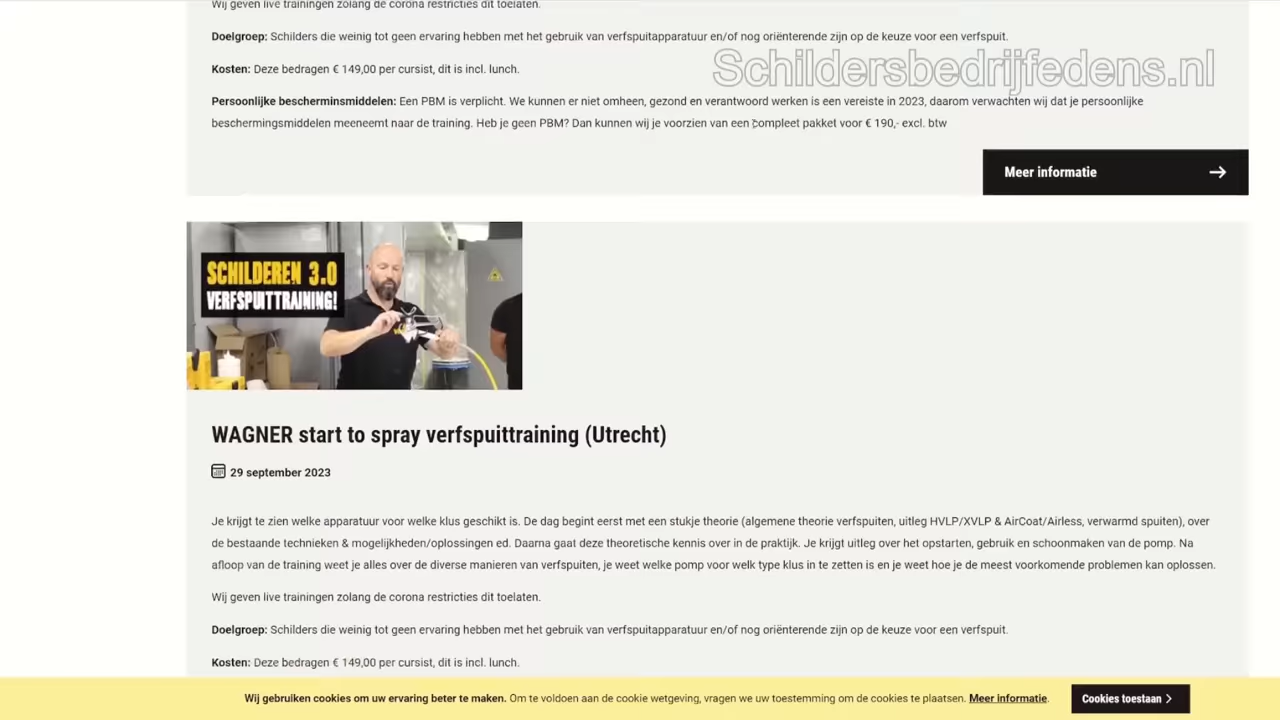 Wij geven live trainingen zolang de corona restricties dit toelaten.
Doelgroep: Schilders die weinig tot geen ervaring hebben met het gebruik van verfspuitapparatuur en/of nog oriënterende zijn op de keuze voor een verfspuit.
Schildersbedrijfedens.nl
Kosten: Deze bedragen € 149,00 per cursist, dit is incl. lunch.
Persoonlijke bescherminsmiddelen: Een PBM is verplicht. We kunnen er niet omheen, gezond en verantwoord werken is een vereiste in 2023, daarom verwachten wij dat je persoonlijke
beschermingsmiddelen meeneemt naar de training. Heb je geen PBM? Dan kunnen wij je voorzien van een compleet pakket voor € 190,- excl. btw
Meer informatie
SCHILDEREN 3.0
VERFSPUITTRAINING!
WAGNER start to spray verfspuittraining (Utrecht)
29 september 2023
Je krijgt te zien welke apparatuur voor welke klus geschikt is. De dag begint eerst met een stukje theorie (algemene theorie verfspuiten, uitleg HVLP/XVLP & AirCoat/Airless, verwarmd spuiten), over
de bestaande technieken & mogelijkheden/oplossingen ed. Daarna gaat deze theoretische kennis over in de praktijk. Je krijgt uitleg over het opstarten, gebruik en schoonmaken van de pomp. Na
afloop van de training weet je alles over de diverse manieren van verfspuiten, je weet welke pomp voor welk type klus in te zetten is en je weet hoe je de meest voorkomende problemen kan oplossen.
Wij geven live trainingen zolang de corona restricties dit toelaten.
Doelgroep: Schilders die weinig tot geen ervaring hebben met het gebruik van verfspuitapparatuur en/of nog oriënterende zijn op de keuze voor een verfspuit.
Kosten: Deze bedragen € 149,00 per cursist, dit is incl. lunch.
Wij gebruiken cookies om uw ervaring beter te maken. Om te voldoen aan de cookie wetgeving, vragen we uw toestemming om de cookies te plaatsen. Meer informatie.
Cookies toestaan